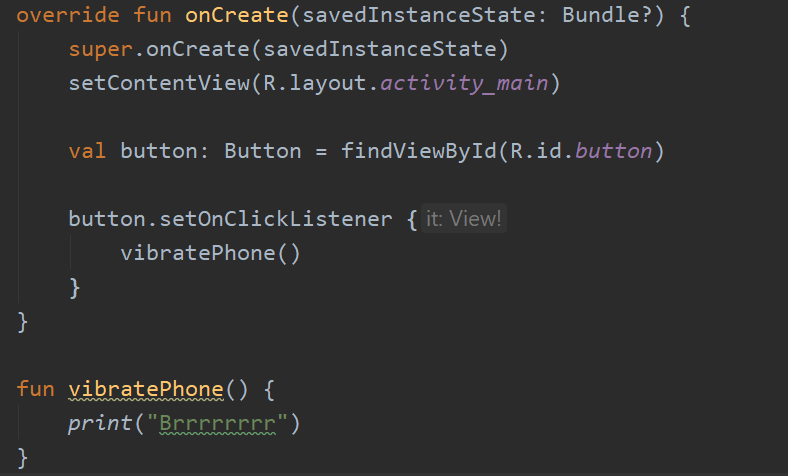 override fun onCreate(savedInstanceState: Bundle?) {
super.onCreate(savedInstanceState)
setContentView(R.layout.activity_main)
val button: Button = findViewById(R.id.button)
button.setOnClickListener { it: View!
vibratePhone()
}
}
fun vibratePhone() {
print("Brrrrrrrr")
}